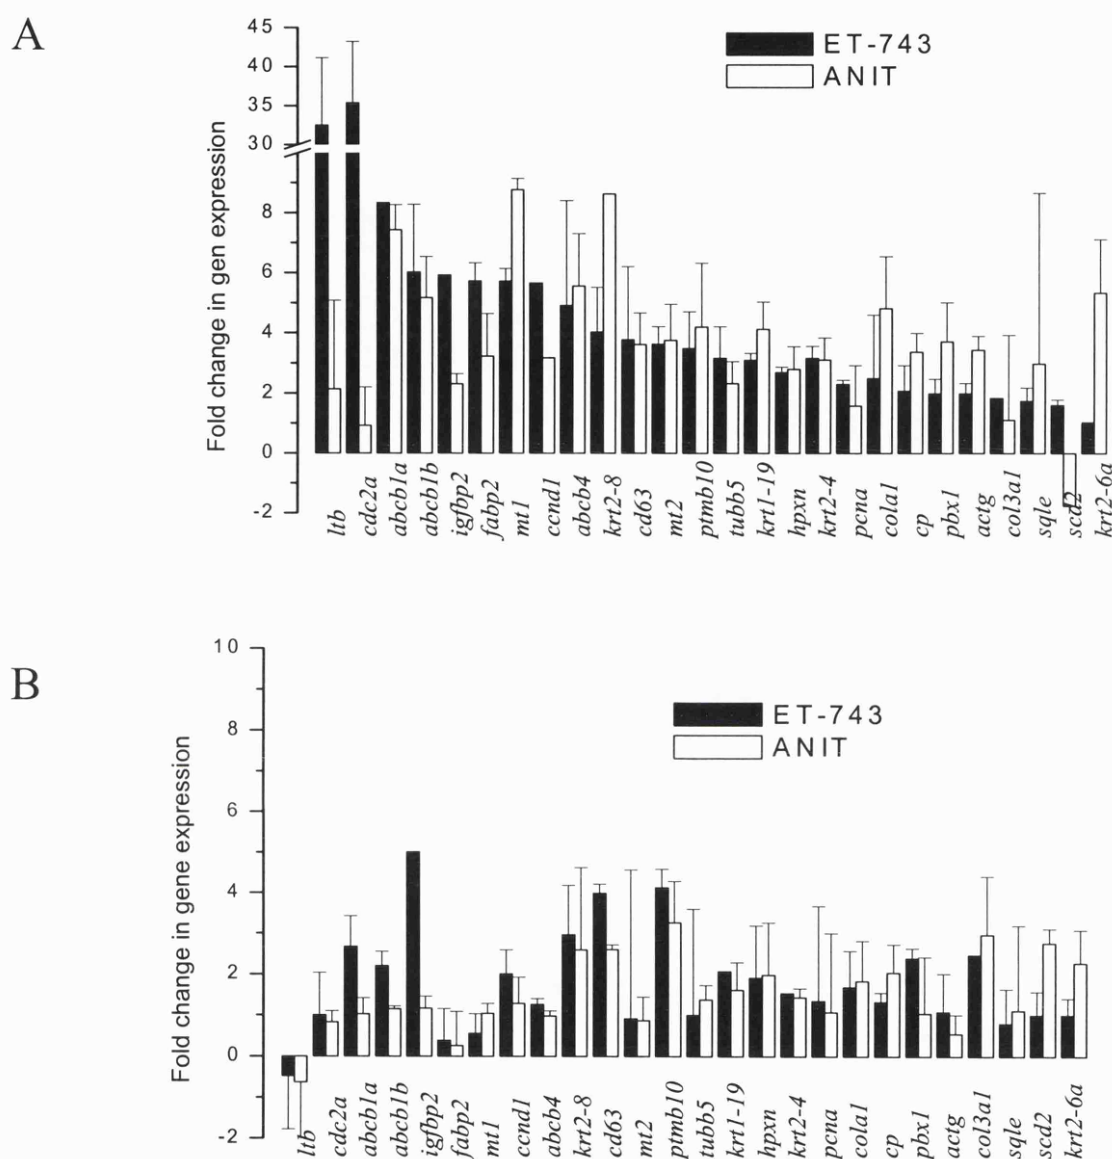 A
45
40
35
30
8
6
4
2
0
-2
Fold change in gen expression
ET-743
ANIT
ltb
cdc2a
abcb1a
abcb1b
igfbp2
fabp2
mt1
ccnd1
abcb4
krt2-8
cd63
mt2
ptmb10
tubb5
krt1-19
hpxn
krt2-4
pcna
cola1
cp
pbx1
actg
col3a1
sqle
scd2
krt2-6a
B
10
8
6
4
2
0
-2
Fold change in gene expression
ET-743
ANIT
ltb
cdc2a
abcb1a
abcb1b
igfbp2
fabp2
mt1
ccnd1
abcb4
krt2-8
cd63
mt2
ptmb10
tubb5
krt1-19
hpxn
krt2-4
pcna
cola1
cp
pbx1
actg
col3a1
sqle
scd2
krt2-6a